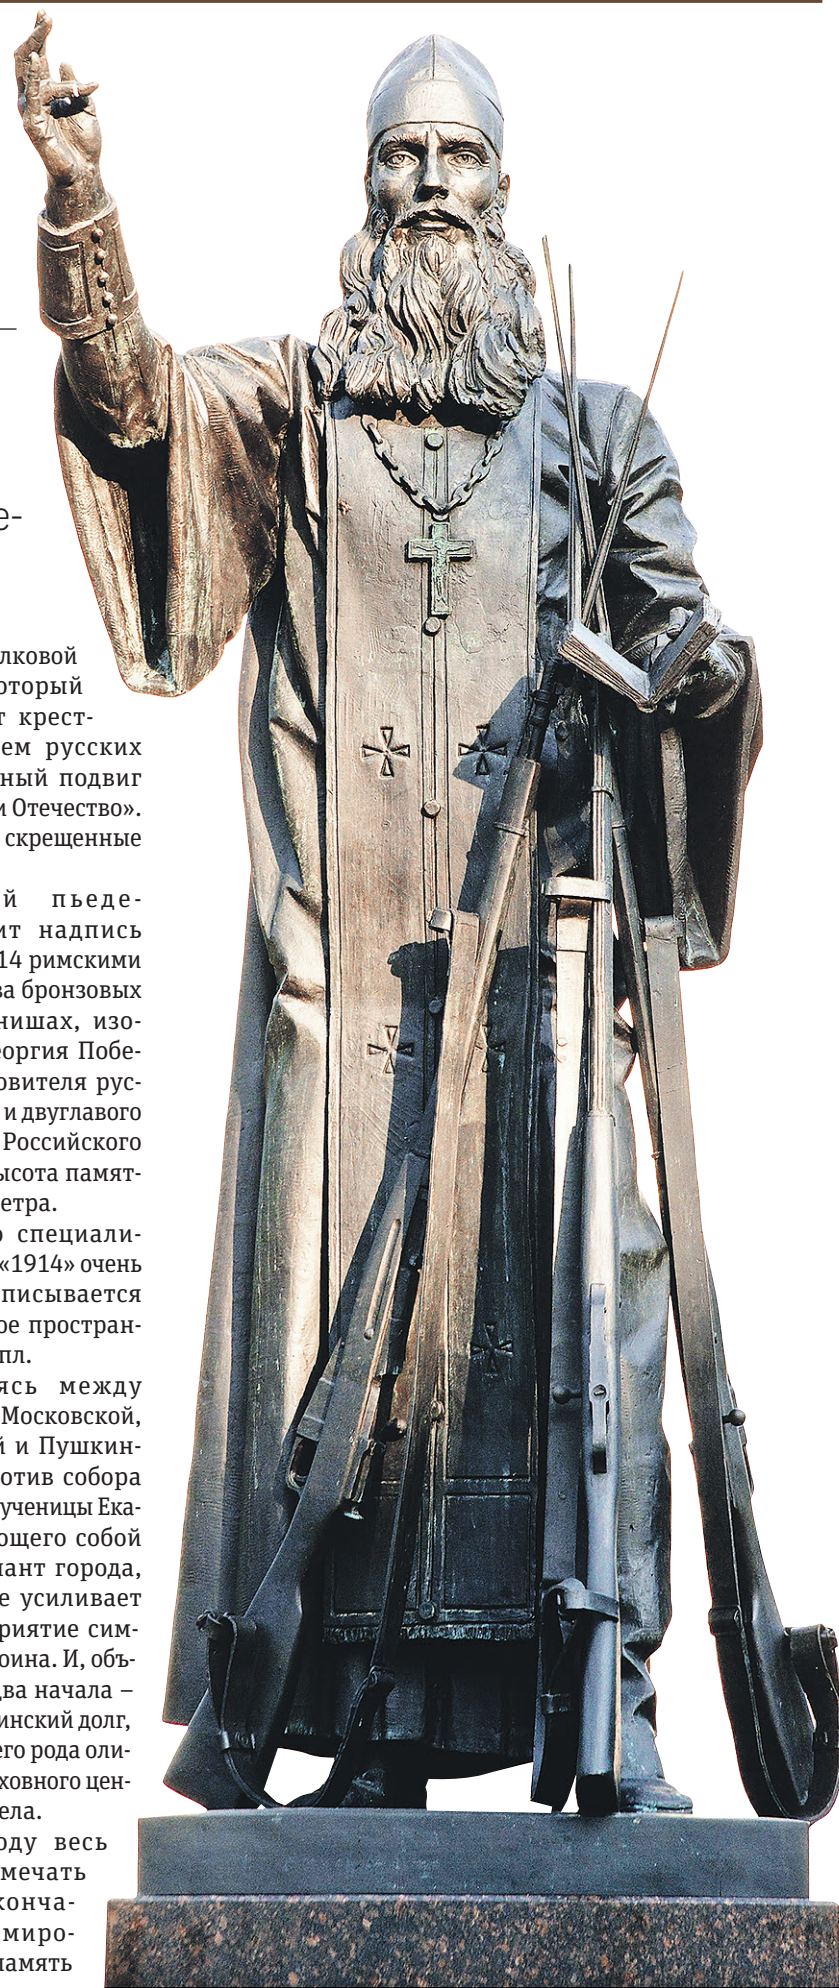 е-
лковой
оторый
т крест-
ем русских
ный подвиг
и Отечество».
скрещенные
й пьеде-
ит надпись
14 римскими
ва бронзовых
нишах, изо-
еоргия Побе-
овителя рус-
и двуглавого
Российского
ысота памят-
етра.
о специали-
«1914» очень
писывается
ое простран-
пл.
ясь между
Московской,
й и Пушкин-
отив собора
ученицы Ека-
ющего собой
нант города,
е усиливает
риятие сим-
оина. И, объ-
два начала –
инский долг,
его рода оли-
ховного цен-
ела.
оду весь
мечать
конча-
миро-
память